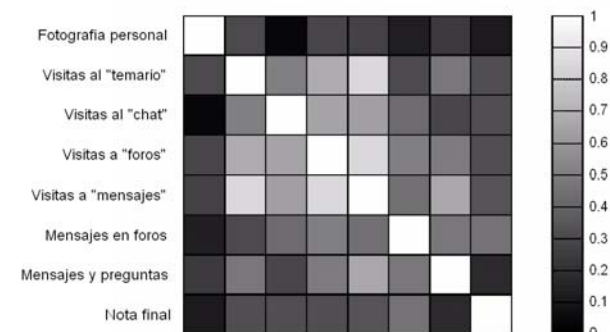 Fotografia personal
Visitas al "temario"
Visitas al "chat"
Visitas a "foros"
Visitas a "mensajes"
Mensajes en foros
Mensajes y preguntas
Nota final
1
0.9
0.8
0.7
0.6
0.5
0.4
0.3
0.2
0.1
0